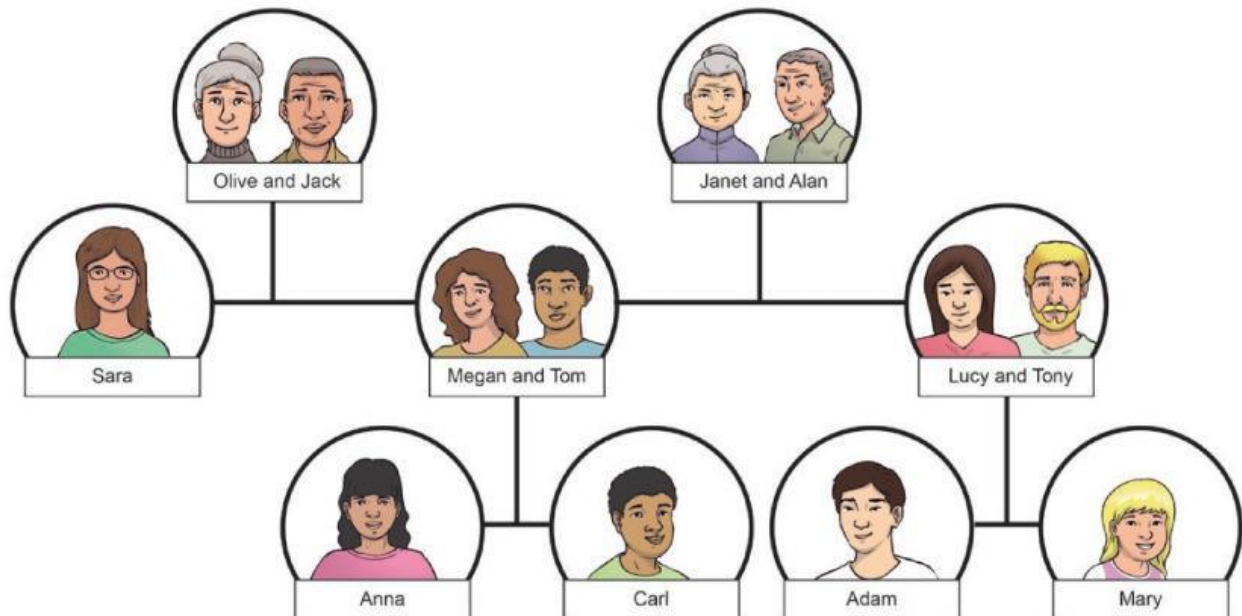 Olive and Jack
Janet and Alan
Sara
Megan and Tom
Lucy and Tony
Anna
Carl
Adam
Mary